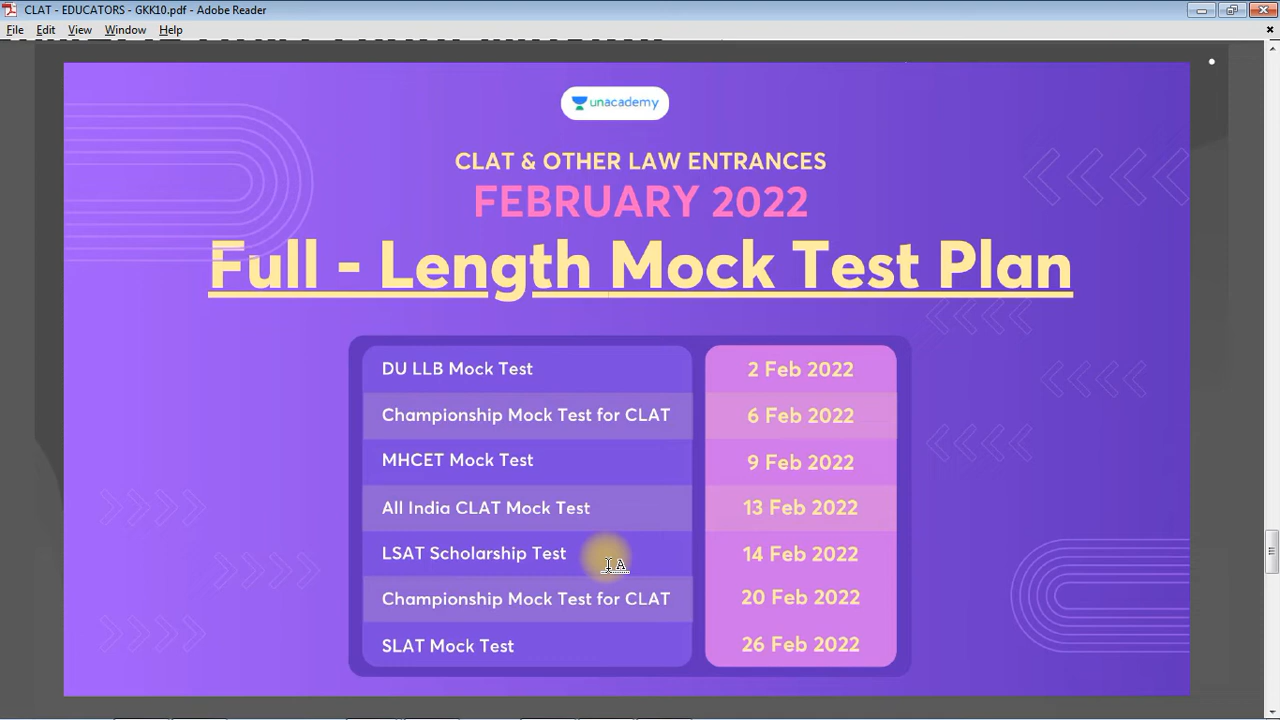 CLAT - EDUCATORS - GKK10.pdf - Adobe Reader
File Edit View Window Help
unacademy
CLAT & OTHER LAW ENTRANCES
FEBRUARY 2022
Full - Length Mock Test Plan
DU LLB Mock Test 2 Feb 2022
Championship Mock Test for CLAT 6 Feb 2022
MHCET Mock Test 9 Feb 2022
All India CLAT Mock Test 13 Feb 2022
LSAT Scholarship Test 14 Feb 2022
Championship Mock Test for CLAT 20 Feb 2022
SLAT Mock Test 26 Feb 2022